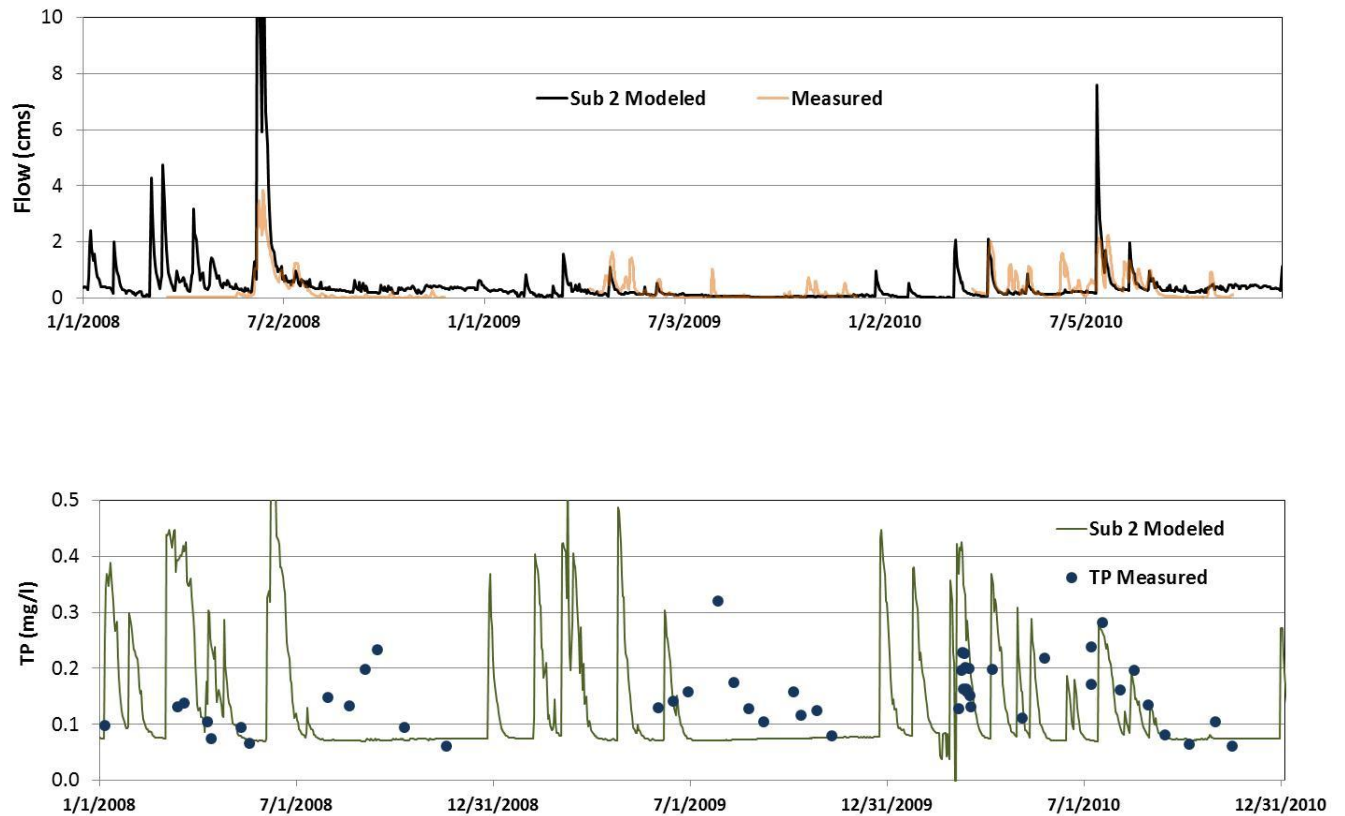 10
8
Sub 2 Modeled Measured
6
Flow (cms)
4
2
0
1/1/2008 7/2/2008 1/1/2009 7/3/2009 1/2/2010 7/5/2010
0.5
Sub 2 Modeled
0.4
TP Measured
0.3
TP (mg/l)
0.2
0.1
0.0
1/1/2008 7/1/2008 12/31/2008 7/1/2009 12/31/2009 7/1/2010 12/31/2010